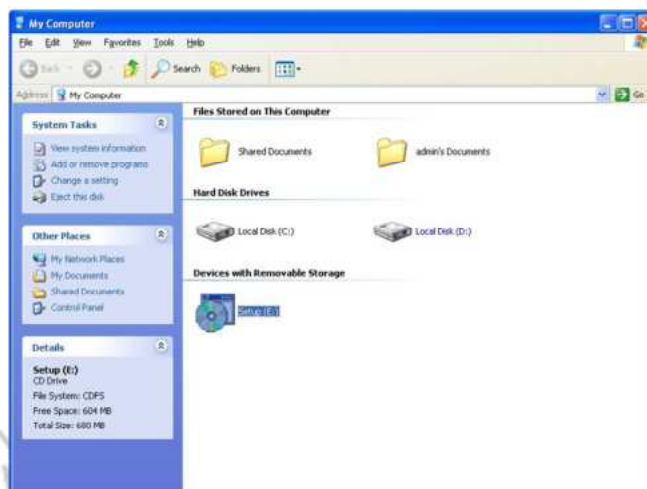 My Computer
File Edit View Favorites Tools Help
Back Search Folders
Address My Computer Go
System Tasks
View system information
Add or remove programs
Change a setting
Eject this disk
Other Places
My Network Places
My Documents
Shared Documents
Control Panel
Details
Setup (E:)
CD Drive
File System: CDFS
Free Space: 604 MB
Total Size: 680 MB
Files Stored on This Computer
Shared Documents admin's Documents
Hard Disk Drives
Local Disk (C:) Local Disk (D:)
Devices with Removable Storage
Setup (E:)